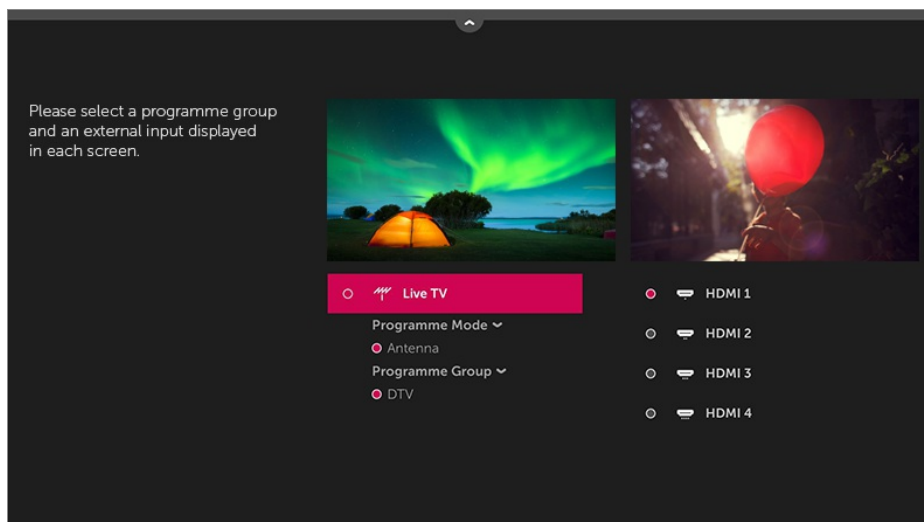 Please select a programme group
and an external input displayed
in each screen.
Live TV
Programme Mode
Antenna
Programme Group
DTV
HDMI 1
HDMI 2
HDMI 3
HDMI 4